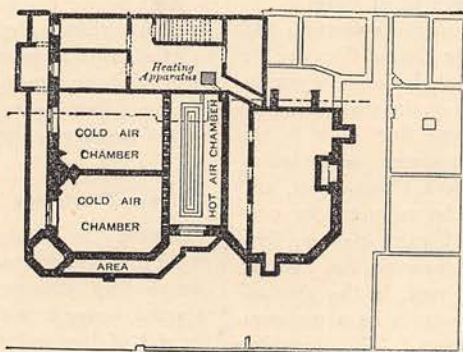 Heating
Apparatus
COLD AIR
CHAMBER
HOT AIR CHAMBER
COLD AIR
CHAMBER
AREA